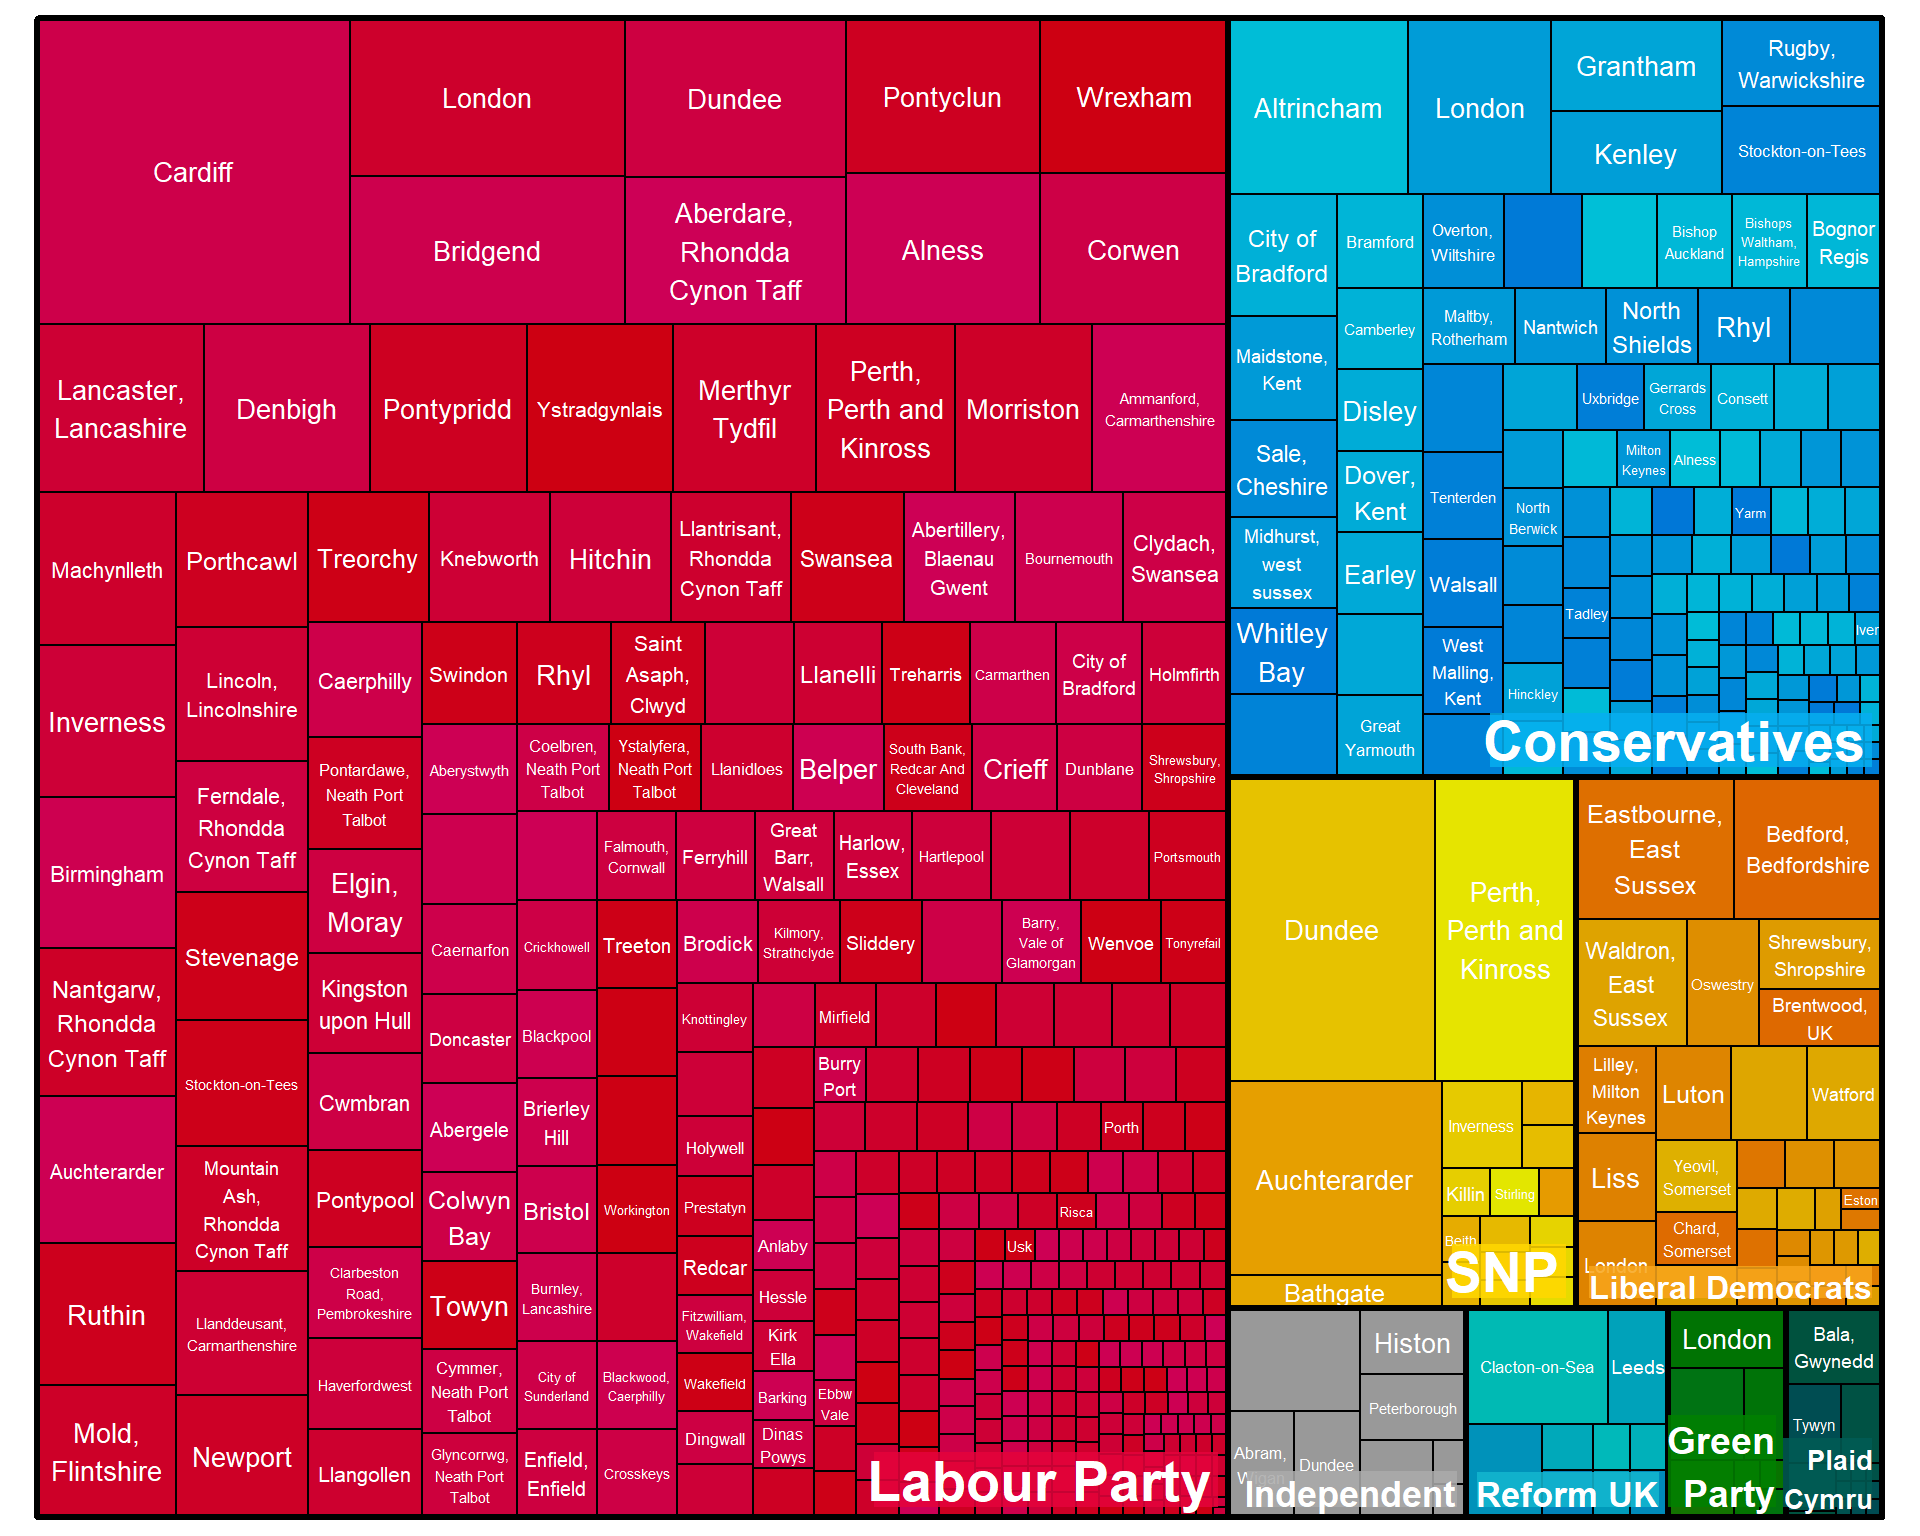 Cardiff
London
Dundee
Pontyclun
Wrexham
Bridgend
Aberdare,
Rhondda
Cynon Taff
Alness
Corwen
Lancaster,
Lancashire
Denbigh
Pontypridd
Ystradgynlais
Merthyr
Tydfil
Perth,
Perth and
Kinross
Morriston
Ammanford,
Carmarthenshire
Machynlleth
Inverness
Birmingham
Nantgarw,
Rhondda
Cynon Taff
Auchterarder
Ruthin
Mold,
Flintshire
Porthcawl
Lincoln,
Lincolnshire
Ferndale,
Rhondda
Cynon Taff
Stevenage
Stockton-on-Tees
Mountain
Ash,
Rhondda
Cynon Taff
Llanddeusant,
Carmarthenshire
Newport
Treorchy
Knebworth
Hitchin
Llantrisant,
Rhondda
Cynon Taff
Swansea
Abertillery,
Blaenau
Gwent
Bournemouth
Clydach,
Swansea
Caerphilly
Pontardawe,
Neath Port
Talbot
Elgin,
Moray
Kingston
upon Hull
Cwmbran
Pontypool
Clarbeston
Road,
Pembrokeshire
Haverfordwest
Llangollen
Swindon
Rhyl
Saint
Asaph,
Clwyd
Llanelli
Treharris
Carmarthen
City of
Bradford
Holmfirth
Aberystwyth
Caernarfon
Doncaster
Abergele
Colwyn
Bay
Towyn
Cymmer,
Neath Port
Talbot
Glyncorrwg,
Neath Port
Talbot
Coelbren,
Neath Port
Talbot
Ystalyfera,
Neath Port
Talbot
Llanidloes
Belper
South Bank,
Redcar And
Cleveland
Crieff
Dunblane
Shrewsbury,
Shropshire
Falmouth,
Cornwall
Ferryhill
Great
Barr,
Walsall
Harlow,
Essex
Hartlepool
Portsmouth
Crickhowell
Blackpool
Brierley
Hill
Bristol
Burnley,
Lancashire
City of
Sunderland
Enfield,
Enfield
Treeton
Workington
Blackwood,
Caerphilly
Crosskeys
Brodick
Kilmory,
Strathclyde
Sliddery
Barry,
Vale of
Glamorgan
Wenvoe
Tonyrefail
Knottingley
Holywell
Prestatyn
Redcar
Fitzwilliam,
Wakefield
Wakefield
Dingwall
Mirfield
Burry
Port
Porth
Anlaby
Hessle
Kirk
Ella
Barking
Dinas
Powys
Ebbw
Vale
Risca
Usk
Labour Party
Altrincham
London
Grantham
Kenley
Rugby,
Warwickshire
Stockton-on-Tees
City of
Bradford
Maidstone,
Kent
Sale,
Cheshire
Midhurst,
west
sussex
Whitley
Bay
Bramford
Camberley
Disley
Dover,
Kent
Earley
Great
Yarmouth
Overton,
Wiltshire
Bishop
Auckland
Bishops
Waltham,
Hampshire
Bognor
Regis
Maltby,
Rotherham
Nantwich
North
Shields
Rhyl
Tenterden
Walsall
West
Malling,
Kent
Uxbridge
Gerrards
Cross
Consett
Milton
Keynes
Alness
North
Berwick
Yarm
Tadley
Iver
Hinckley
Conservatives
Dundee
Perth,
Perth and
Kinross
Auchterarder
Bathgate
Inverness
Killin
Stirling
Beith
SNP
Eastbourne,
East
Sussex
Bedford,
Bedfordshire
Waldron,
East
Sussex
Oswestry
Shrewsbury,
Shropshire
Brentwood,
UK
Lilley,
Milton
Keynes
Luton
Watford
Liss
Yeovil,
Somerset
Chard,
Somerset
Eston
London
Liberal Democrats
Histon
Peterborough
Abram,
Wigan
Dundee
Independent
Clacton-on-Sea
Leeds
Reform UK
London
Green
Party
Bala,
Gwynedd
Tywyn
Plaid
Cymru